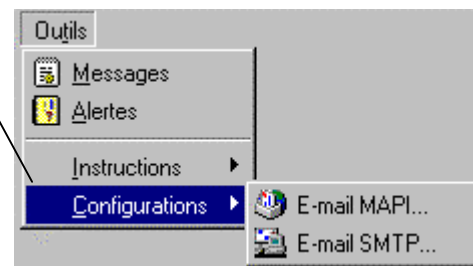 Outils
Messages
Alertes
Instructions
Configurations
E-mail MAPI...
E-mail SMTP...